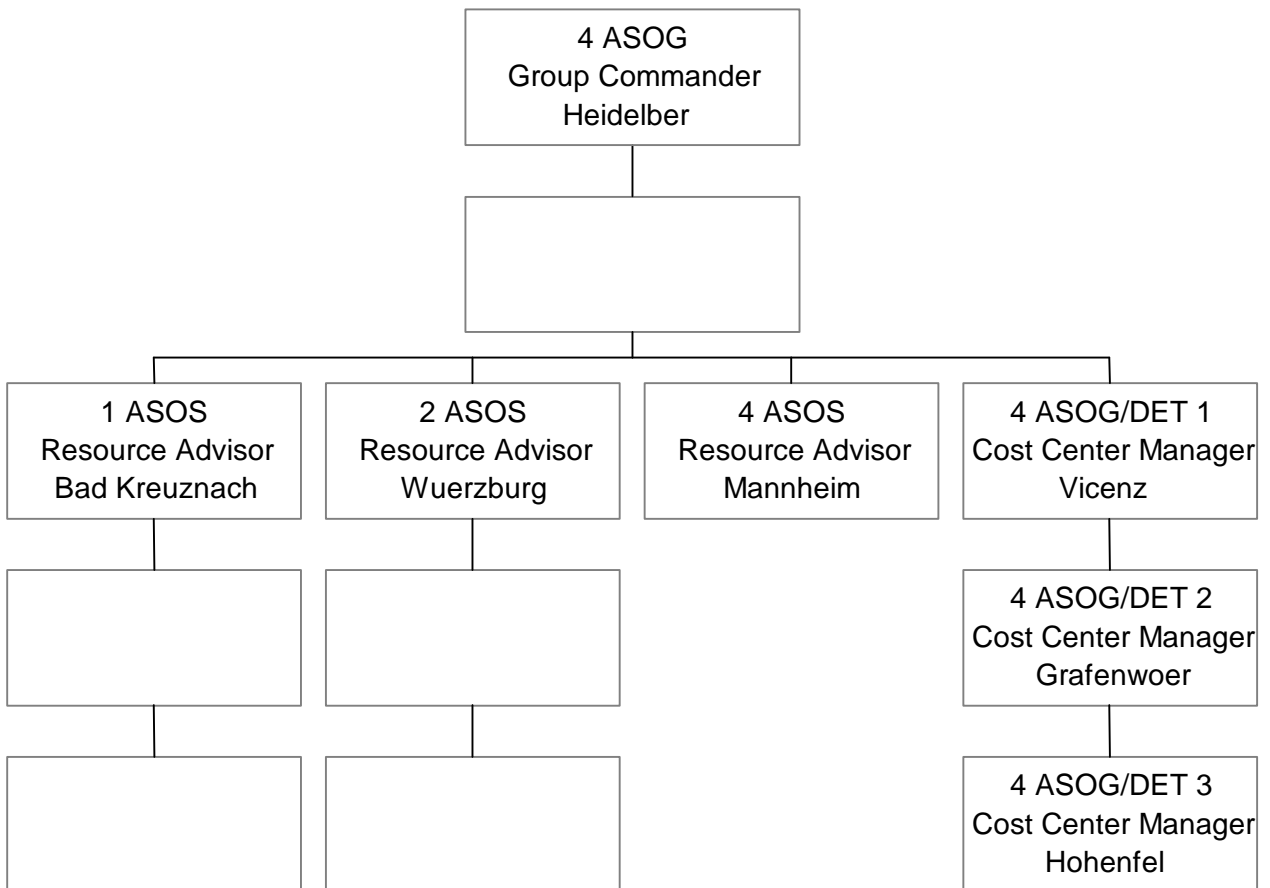 4 ASOG
Group Commander
Heidelber
1 ASOS
Resource Advisor
Bad Kreuznach
2 ASOS
Resource Advisor
Wuerzburg
4 ASOS
Resource Advisor
Mannheim
4 ASOG/DET 1
Cost Center Manager
Vicenz
4 ASOG/DET 2
Cost Center Manager
Grafenwoer
4 ASOG/DET 3
Cost Center Manager
Hohenfel